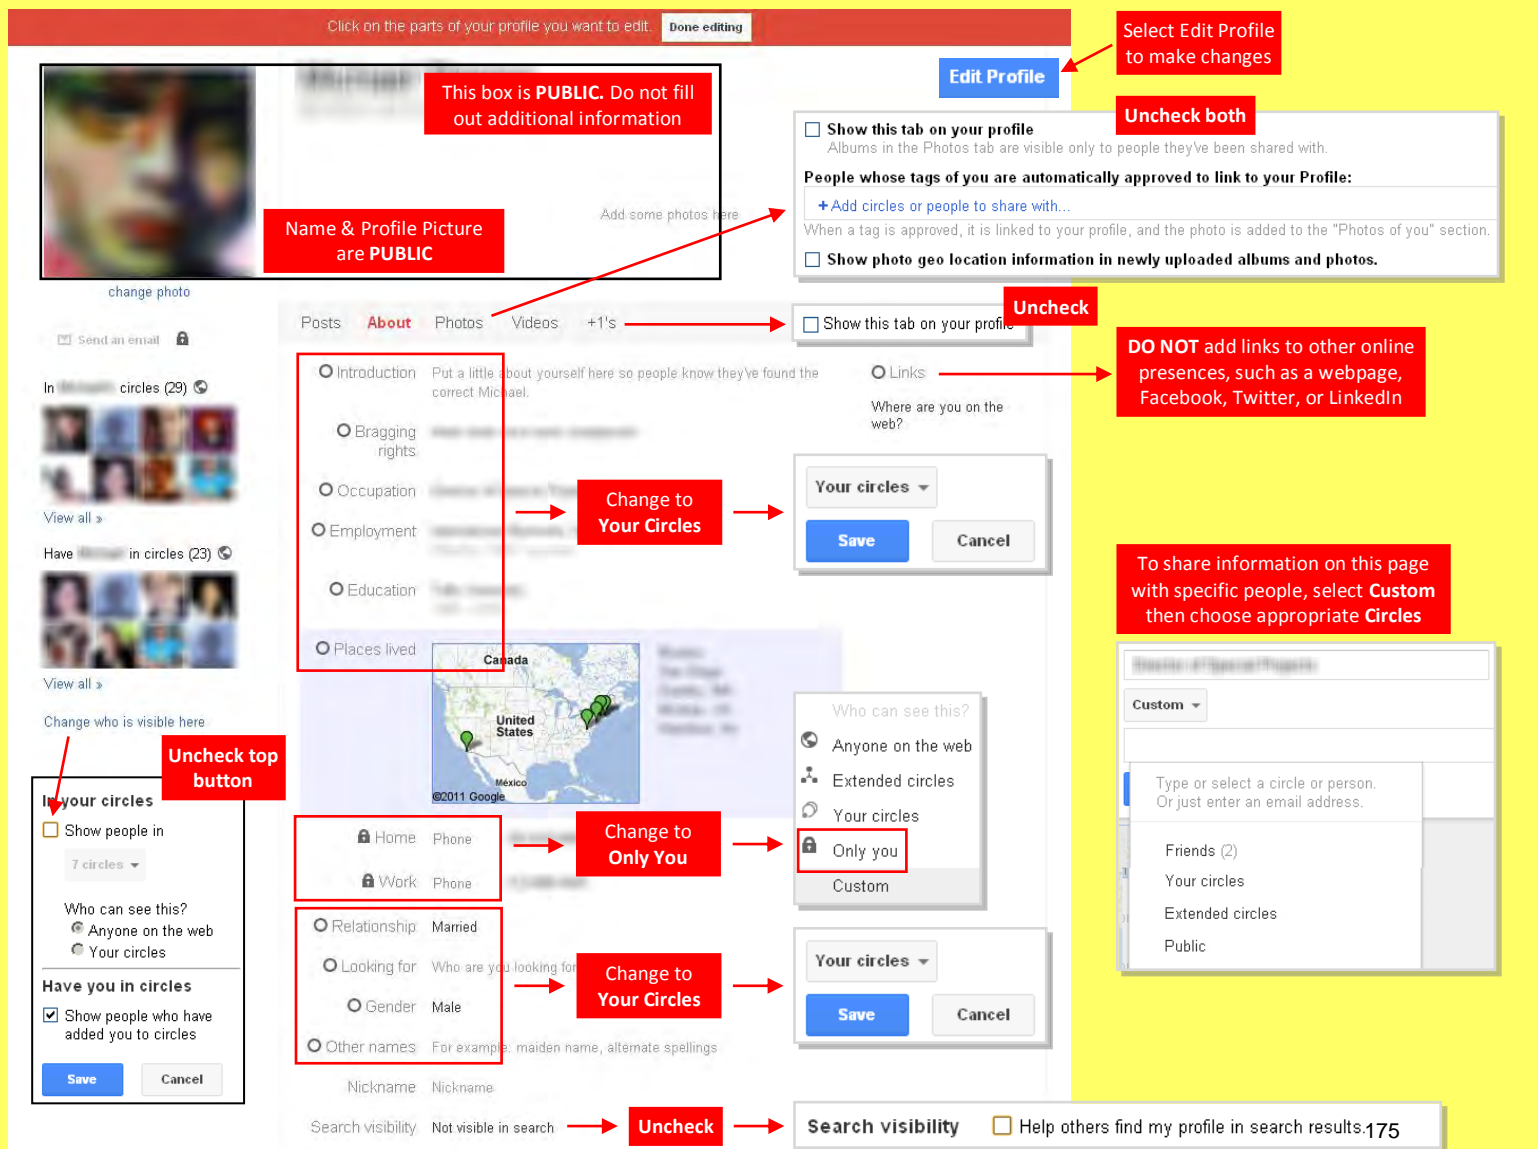 Click on the parts of your profile you want to edit. Done editing
Select Edit Profile
to make changes
Edit Profile
This box is PUBLIC. Do not fill
out additional information
Uncheck both
Show this tab on your profile
Albums in the Photos tab are visible only to people they've been shared with.
People whose tags of you are automatically approved to link to your Profile:
+ Add circles or people to share with...
When a tag is approved, it is linked to your profile, and the photo is added to the "Photos of you" section.
Show photo geo location information in newly uploaded albums and photos.
Add some photos here
Name & Profile Picture
are PUBLIC
change photo
Send an email
Posts About Photos Videos +1's
Uncheck
Show this tab on your profile
In circles (29)
View all »
Have in circles (23)
View all »
Change who is visible here
Uncheck top
button
In your circles
Show people in
7 circles
Who can see this?
Anyone on the web
Your circles
Have you in circles
Show people who have
added you to circles
Save Cancel
Introduction Put a little about yourself here so people know they've found the
correct Michael.
Bragging
rights
Occupation
Employment
Education
Places lived
Change to
Your Circles
Your circles
Save Cancel
Links
Where are you on the
web?
DO NOT add links to other online
presences, such as a webpage,
Facebook, Twitter, or LinkedIn
To share information on this page
with specific people, select Custom
then choose appropriate Circles
Director of Special Projects
Custom
Type or select a circle or person.
Or just enter an email address.
Friends (2)
Your circles
Extended circles
Public
Canada
United
States
México
©2011 Google
Home Phone
Work Phone
Change to
Only You
Who can see this?
Anyone on the web
Extended circles
Your circles
Only you
Custom
Relationship Married
Looking for Who are you looking for
Gender Male
Other names For example: maiden name, alternate spellings
Change to
Your Circles
Your circles
Save Cancel
Nickname Nickname
Search visibility Not visible in search
Uncheck
Search visibility Help others find my profile in search results.
175